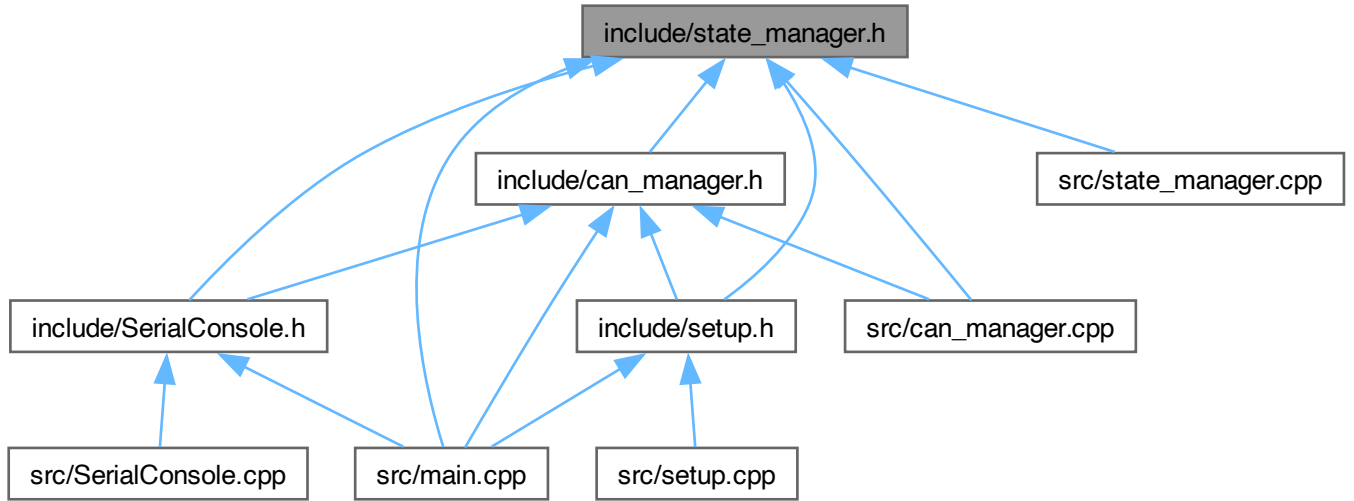 include/state_manager.h
include/can_manager.h
src/state_manager.cpp
include/SerialConsole.h
include/setup.h
src/can_manager.cpp
src/SerialConsole.cpp
src/main.cpp
src/setup.cpp